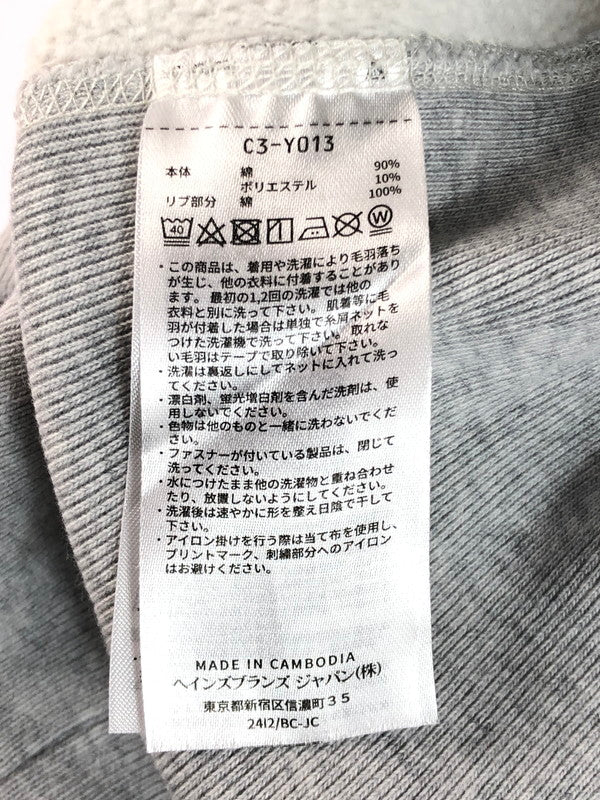 C3-Y013
本体 綿 90%
ポリエステル 10%
リブ部分 綿 100%
40 W
・この商品は、着用や洗濯により毛羽落ち
が生じ、他の衣料に付着することがあり
ます。最初の1,2回の洗濯では他の
衣料と別に洗って下さい。肌着等に毛
羽が付着した場合は単独で糸屑ネットを
つけた洗濯機で洗って下さい。取れな
い毛羽はテープで取り除いて下さい。
・洗濯は裏返しにしてネットに入れて洗っ
てください。
・漂白剤、蛍光増白剤を含んだ洗剤は、使
用しないでください。
・色物は他のものと一緒に洗わないでくだ
さい。
・ファスナーが付いている製品は、閉じて
洗ってください。
・水につけたまま他の洗濯物と重ね合わせ
たり、放置しないようにしてください。
・洗濯後は速やかに形を整え日陰で干して
下さい。
・アイロン掛けを行う際は当て布を使用し、
プリントマーク、刺繍部分へのアイロン
はお避けください。
MADE IN CAMBODIA
ヘインズブランズ ジャパン(株)
東京都新宿区信濃町35
2412/BC-JC